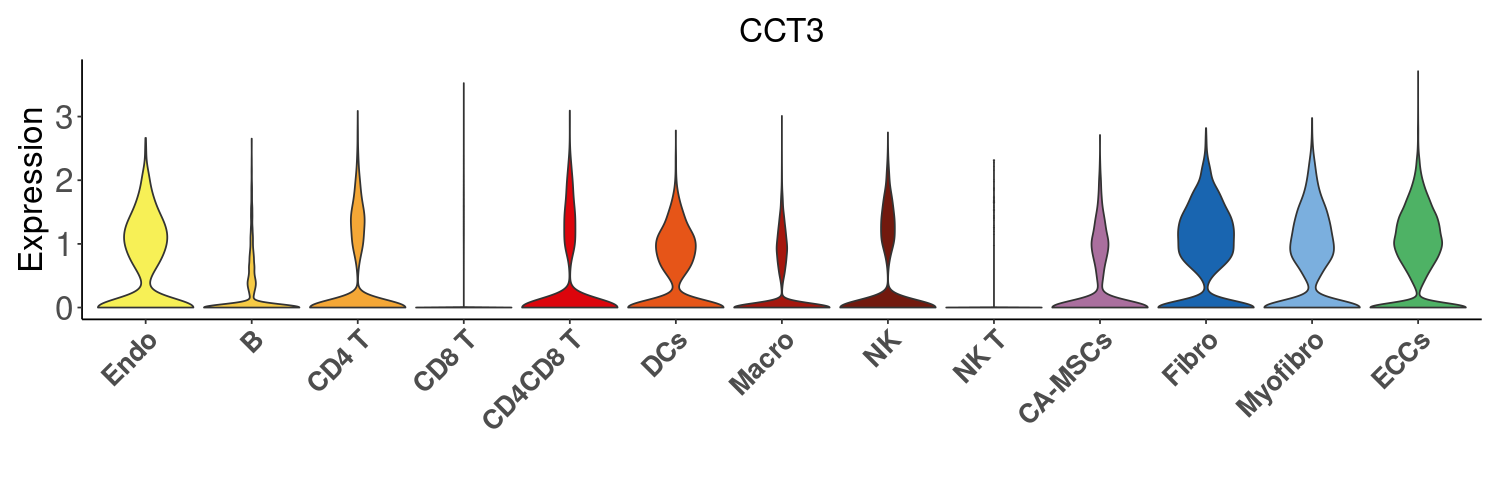 CCT3
Expression
3
2
1
0
Endo
B
CD4 T
CD8 T
CD4CD8 T
DCs
Macro
NK
NK T
CA-MSCs
Fibro
Myofibro
ECCs